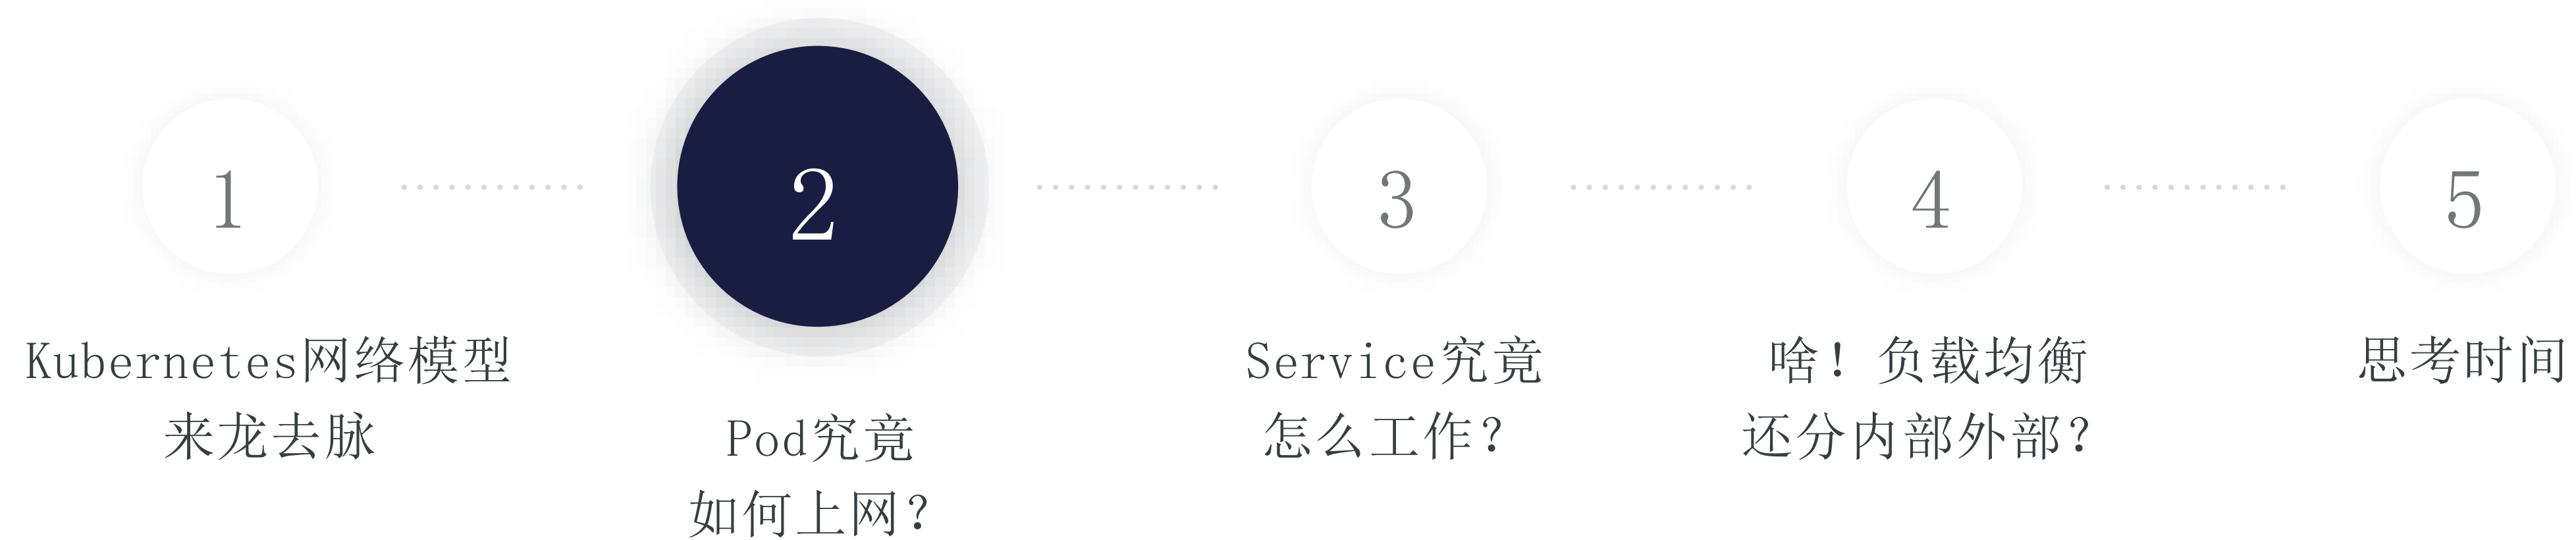 1
2
3
4
5
Kubernetes网络模型
来龙去脉
Pod究竟
如何上网？
Service究竟
怎么工作？
啥！负载均衡
还分内部外部？
思考时间